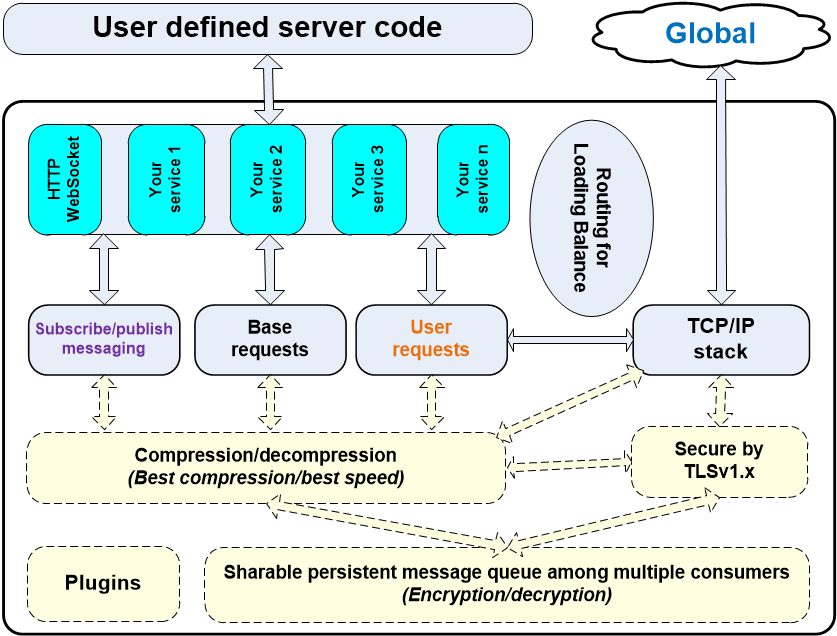 User defined server code
Global
HTTP
WebSocket
Your
service 1
Your
service 2
Your
service 3
Your
service n
Routing for
Loading Balance
Subscribe/publish
messaging
Base
requests
User
requests
TCP/IP
stack
Compression/decompression
(Best compression/best speed)
Secure by
TLSv1.x
Plugins
Sharable persistent message queue among multiple consumers
(Encryption/decryption)